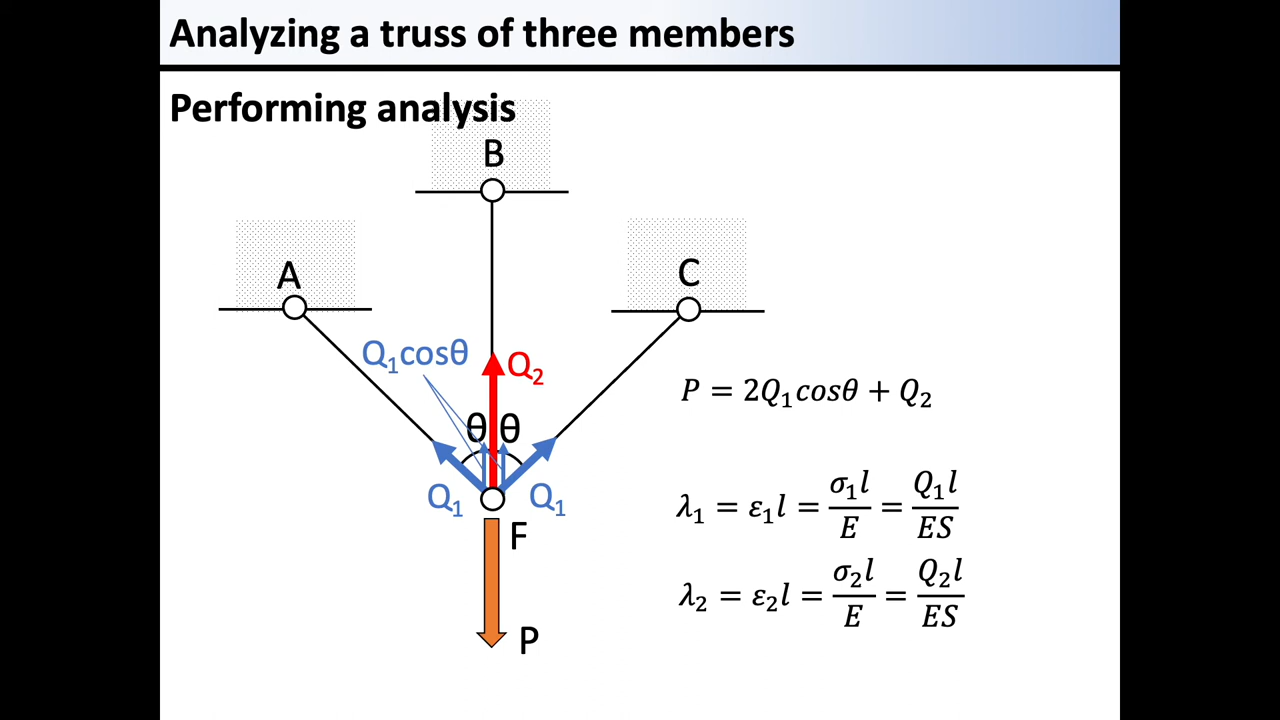 Analyzing a truss of three members
Performing analysis
B
A
C
Q₁cosθ
Q₂
θ θ
P = 2Q₁cosθ + Q₂
Q₁ Q₁
λ₁ = ε₁l = σ₁l/E = Q₁l/ES
F
λ₂ = ε₂l = σ₂l/E = Q₂l/ES
P